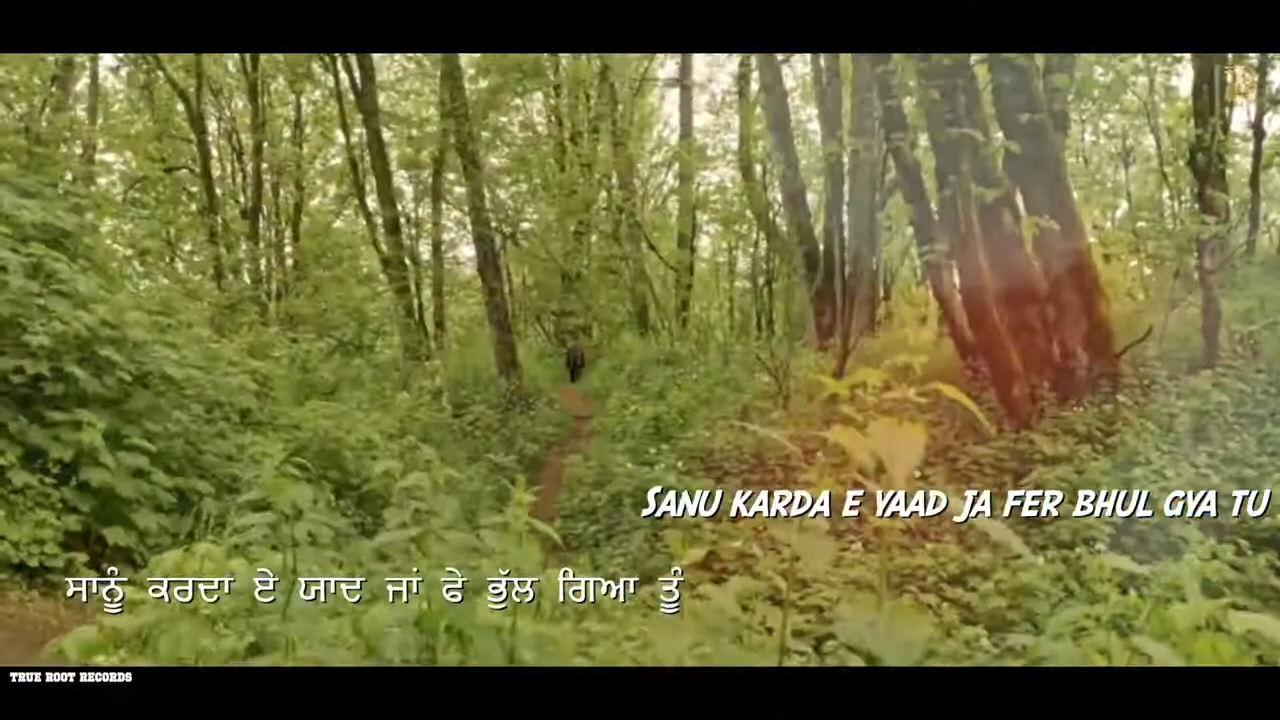 SANU KARDA E YAAD JA FER BHUL GYA TU
ਸਾਨੂੰ ਕਰਦਾ ਏ ਯਾਦ ਜਾਂ ਫੇ ਭੁੱਲ ਗਿਆ ਤੂੰ
TRUE ROOT RECORDS